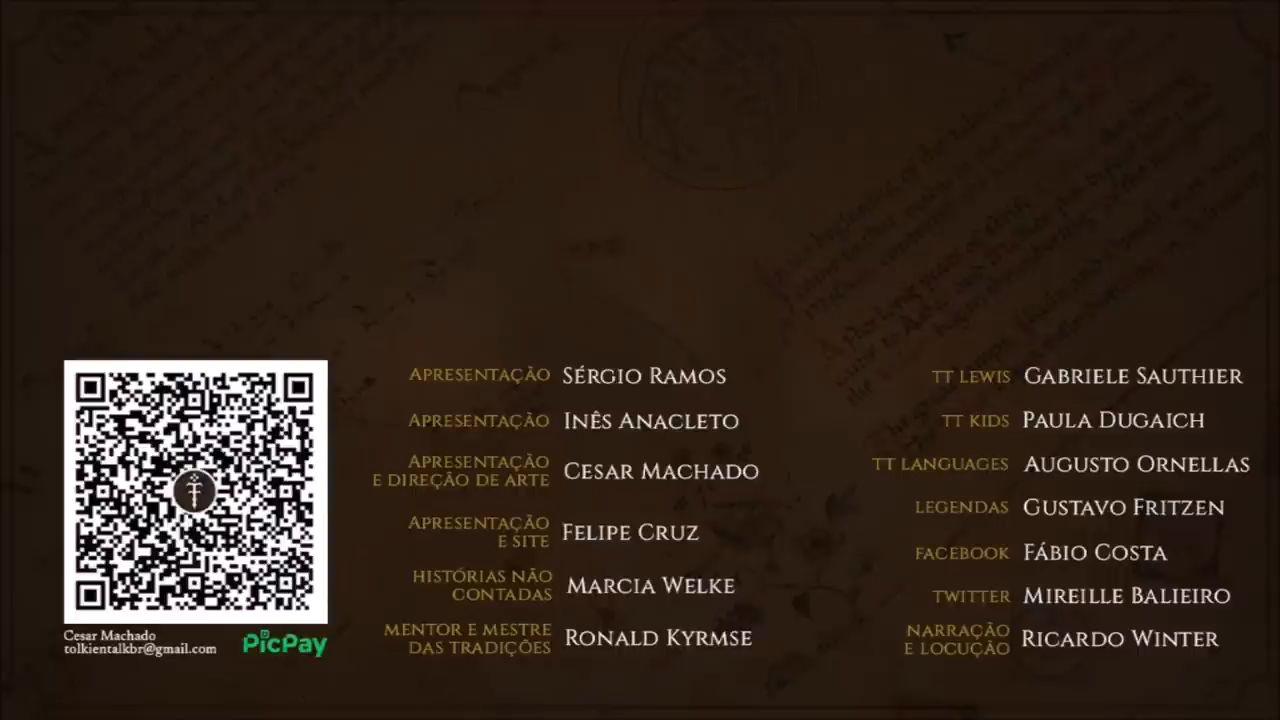 APRESENTAÇÃO SÉRGIO RAMOS
APRESENTAÇÃO INÊS ANACLETO
APRESENTAÇÃO
E DIREÇÃO DE ARTE CESAR MACHADO
APRESENTAÇÃO
E SITE FELIPE CRUZ
HISTÓRIAS NÃO
CONTADAS MARCIA WELKE
MENTOR E MESTRE
DAS TRADIÇÕES RONALD KYRMSE
TT LEWIS GABRIELE SAUTHIER
TT KIDS PAULA DUGAICH
TT LANGUAGES AUGUSTO ORNELLAS
LEGENDAS GUSTAVO FRITZEN
FACEBOOK FÁBIO COSTA
TWITTER MIREILLE BALIEIRO
NARRAÇÃO
E LOCUÇÃO RICARDO WINTER
Cesar Machado
tolkientalkbr@gmail.com
PicPay